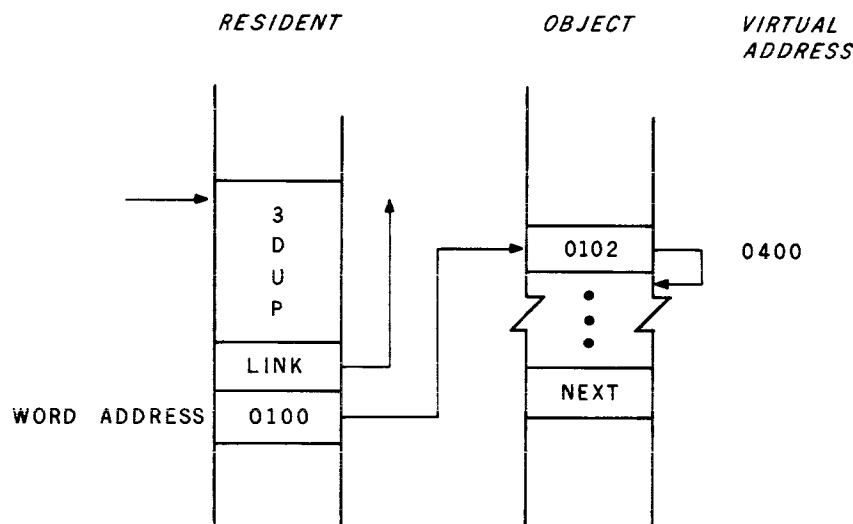 RESIDENT
OBJECT
VIRTUAL
ADDRESS
3
D
U
P
0102
0400
LINK
NEXT
WORD ADDRESS
0100